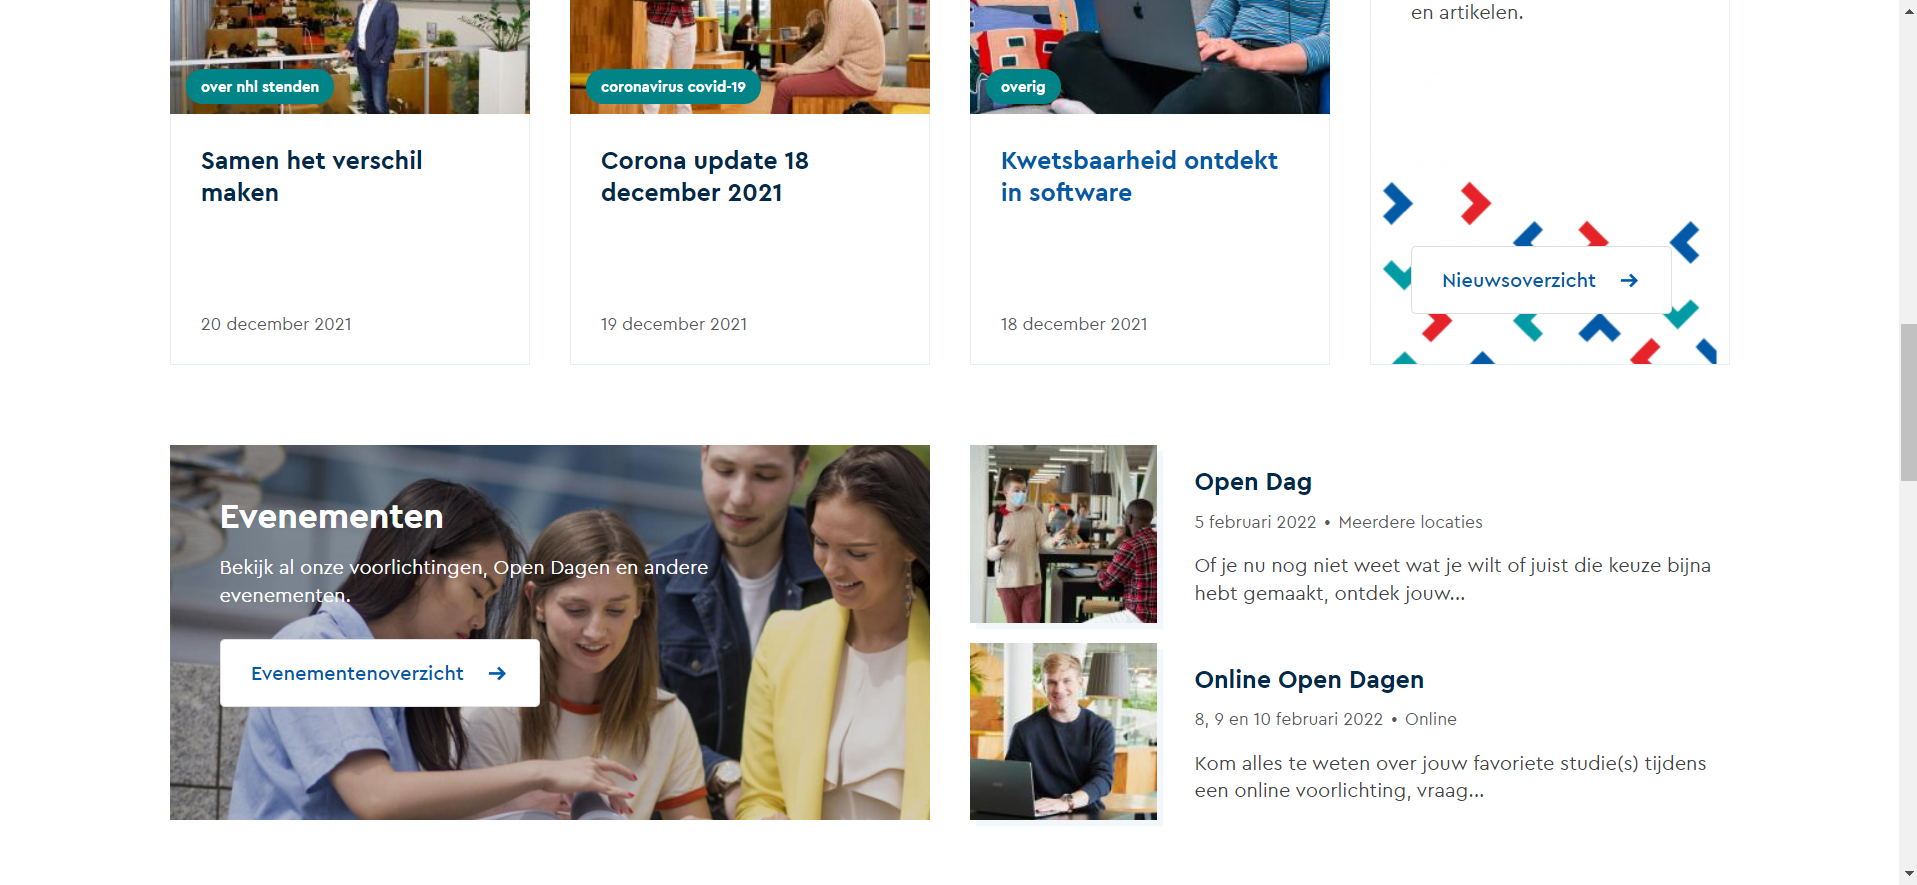 en artikelen.
over nhl stenden
coronavirus covid-19
overig
Samen het verschil
maken
20 december 2021
Corona update 18
december 2021
19 december 2021
Kwetsbaarheid ontdekt
in software
18 december 2021
Nieuwsoverzicht
Evenementen
Bekijk al onze voorlichtingen, Open Dagen en andere
evenementen.
Evenementenoverzicht
Open Dag
5 februari 2022 • Meerdere locaties
Of je nu nog niet weet wat je wilt of juist die keuze bijna
hebt gemaakt, ontdek jouw...
Online Open Dagen
8, 9 en 10 februari 2022 • Online
Kom alles te weten over jouw favoriete studie(s) tijdens
een online voorlichting, vraag...